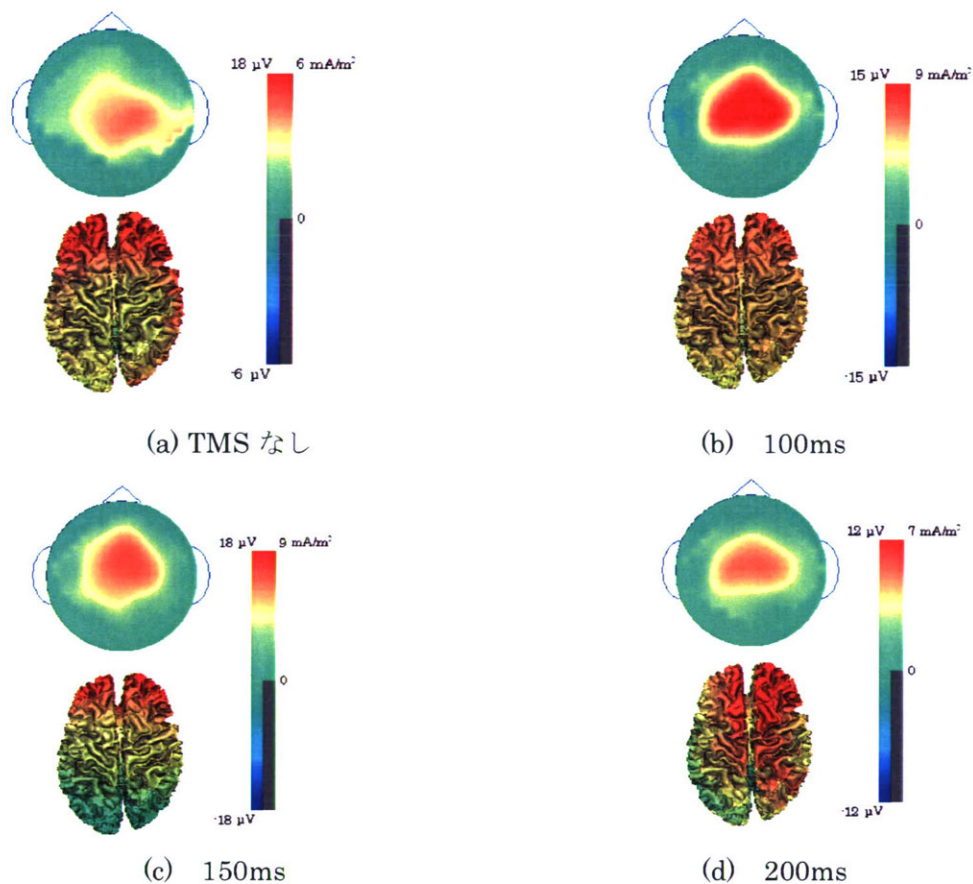 18 µV 6 mA/m²
0
-6 µV
(a) TMS なし
15 µV 9 mA/m²
0
-15 µV
(b) 100ms
18 µV 9 mA/m²
0
-18 µV
(c) 150ms
12 µV 7 mA/m²
0
-12 µV
(d) 200ms